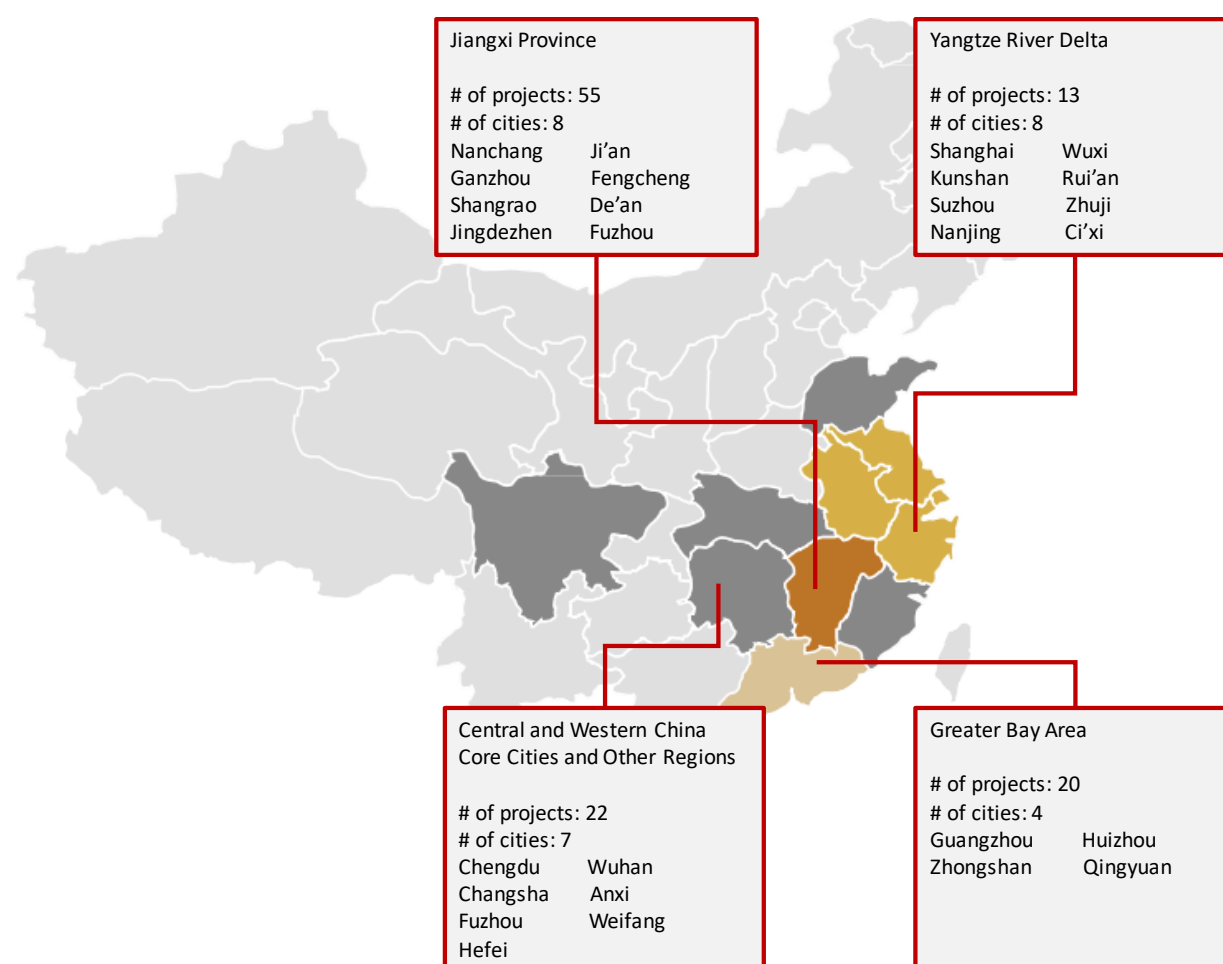 Jiangxi Province
# of projects: 55
# of cities: 8
Nanchang Ji’an
Ganzhou Fengcheng
Shangrao De’an
Jingdezhen Fuzhou
Yangtze River Delta
# of projects: 13
# of cities: 8
Shanghai Wuxi
Kunshan Rui’an
Suzhou Zhuji
Nanjing Ci’xi
Central and Western China
Core Cities and Other Regions
# of projects: 22
# of cities: 7
Chengdu Wuhan
Changsha Anxi
Fuzhou Weifang
Hefei
Greater Bay Area
# of projects: 20
# of cities: 4
Guangzhou Huizhou
Zhongshan Qingyuan